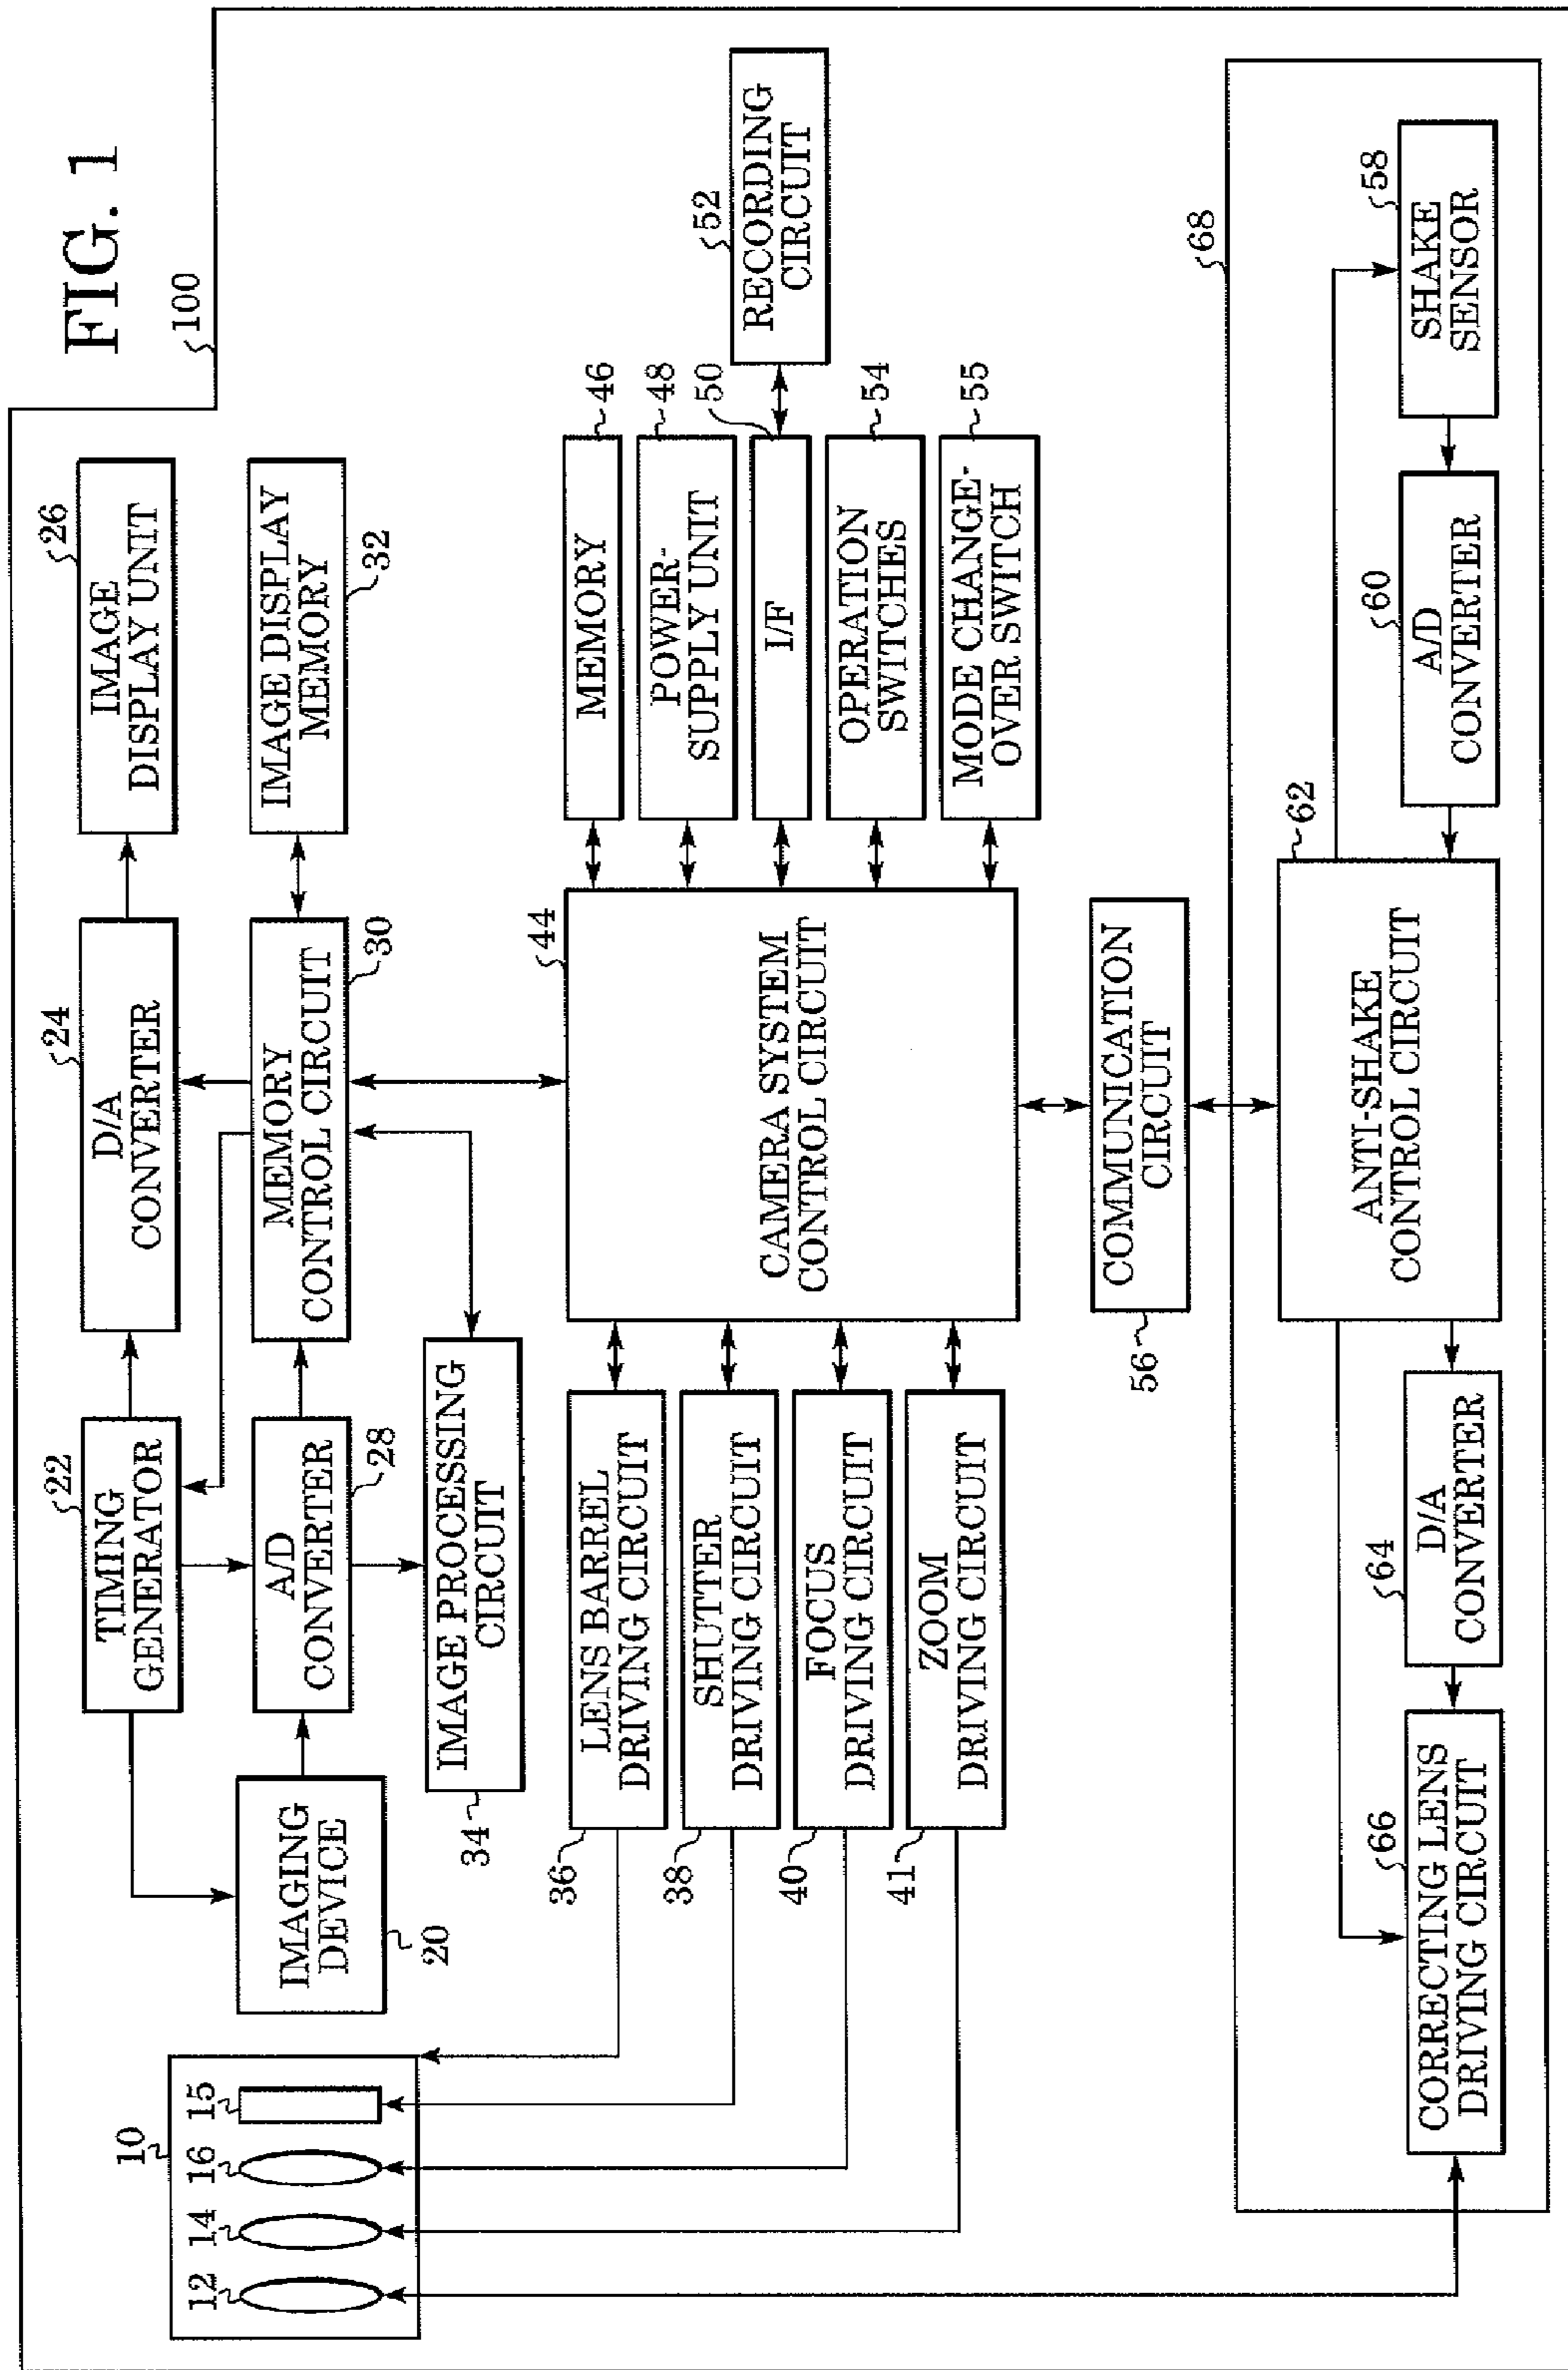 FIG. 1
100
10
12
14
16
15
IMAGING
DEVICE
20
22
TIMING
GENERATOR
24
D/A
CONVERTER
26
IMAGE
DISPLAY UNIT
A/D
CONVERTER
28
MEMORY
CONTROL CIRCUIT
30
IMAGE DISPLAY
MEMORY
32
IMAGE PROCESSING
CIRCUIT
34
LENS BARREL
DRIVING CIRCUIT
36
SHUTTER
DRIVING CIRCUIT
38
FOCUS
DRIVING CIRCUIT
40
ZOOM
DRIVING CIRCUIT
41
44
CAMERA SYSTEM
CONTROL CIRCUIT
MEMORY
46
POWER-
SUPPLY UNIT
48
I/F
50
52
RECORDING
CIRCUIT
OPERATION
SWITCHES
54
MODE CHANGE-
OVER SWITCH
55
COMMUNICATION
CIRCUIT
56
68
66
CORRECTING LENS
DRIVING CIRCUIT
64
D/A
CONVERTER
62
ANTI-SHAKE
CONTROL CIRCUIT
60
A/D
CONVERTER
58
SHAKE
SENSOR